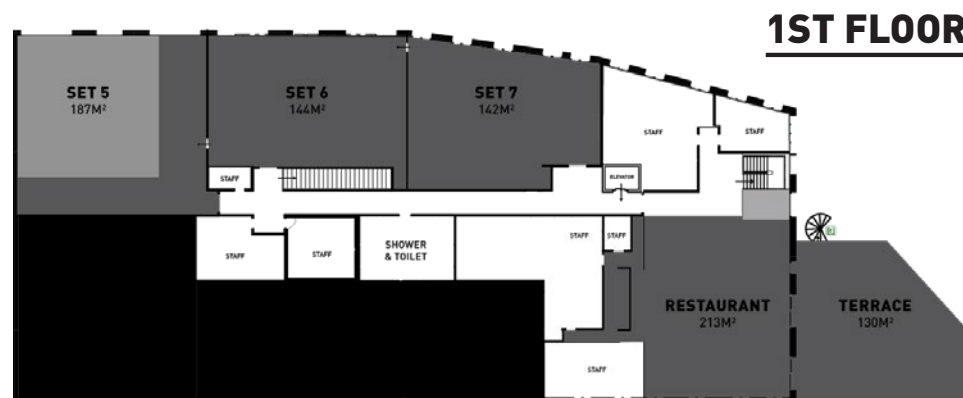 1ST FLOOR
SET 5
187M²
SET 6
144M²
SET 7
142M²
STAFF
STAFF
STAFF
ELEVATOR
STAFF
STAFF
SHOWER
& TOILET
STAFF
STAFF
RESTAURANT
213M²
TERRACE
130M²
STAFF